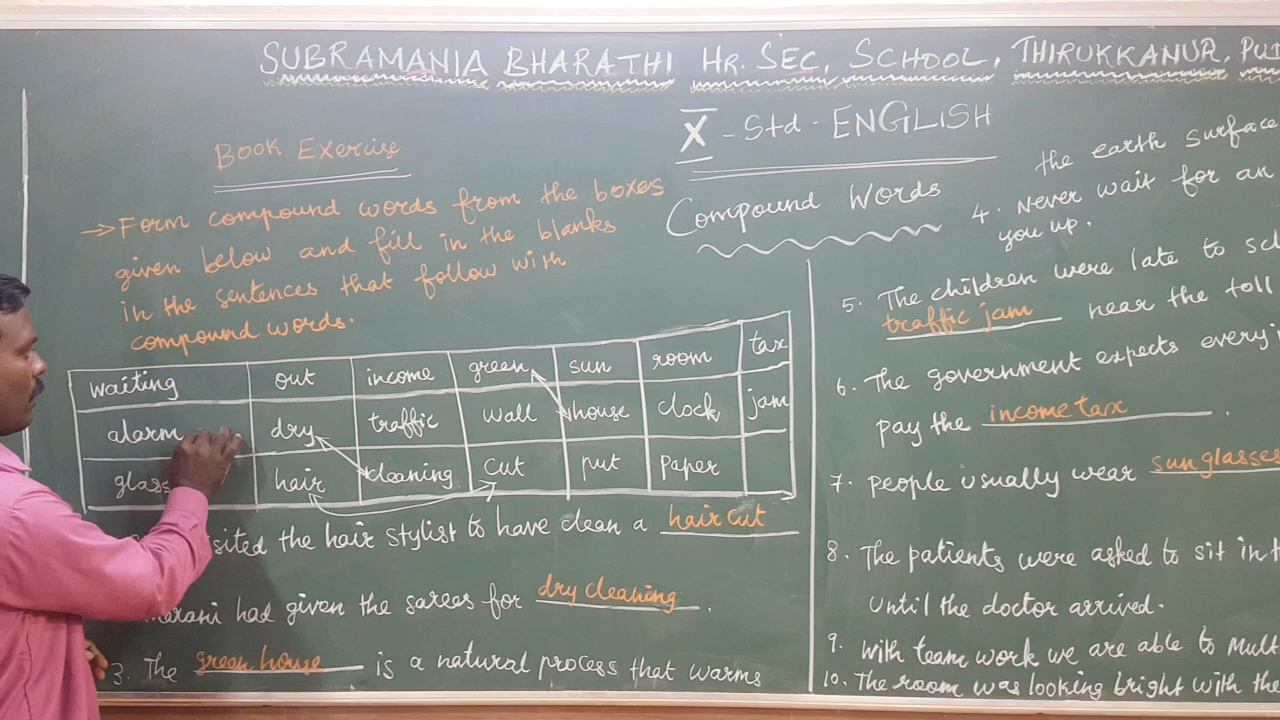 SUBRAMANIA BHARATHI HR. SEC, SCHOOL, THIRUKKANUR,
X - Std - ENGLISH
Compound Words
Book Exercise
→ Form compound words from the boxes
given below and fill in the blanks
in the sentences that follow with
compound words.
waiting out income green sun room tax
alarm dry traffic wall house clock jam
glass hair cleaning cut put paper
the hair stylist to have clean a hair cut
had given the sarees for dry cleaning.
3. The green house is a natural process that warms
the earth surface
4. Never wait for an
you up.
5. The children were late to
traffic jam near the toll
6. The government expects every
pay the income tax.
7. people usually wear sunglasses
8. The patients were asked to sit in
until the doctor arrived.
9. With team work we are able to
10. The room was looking bright with the